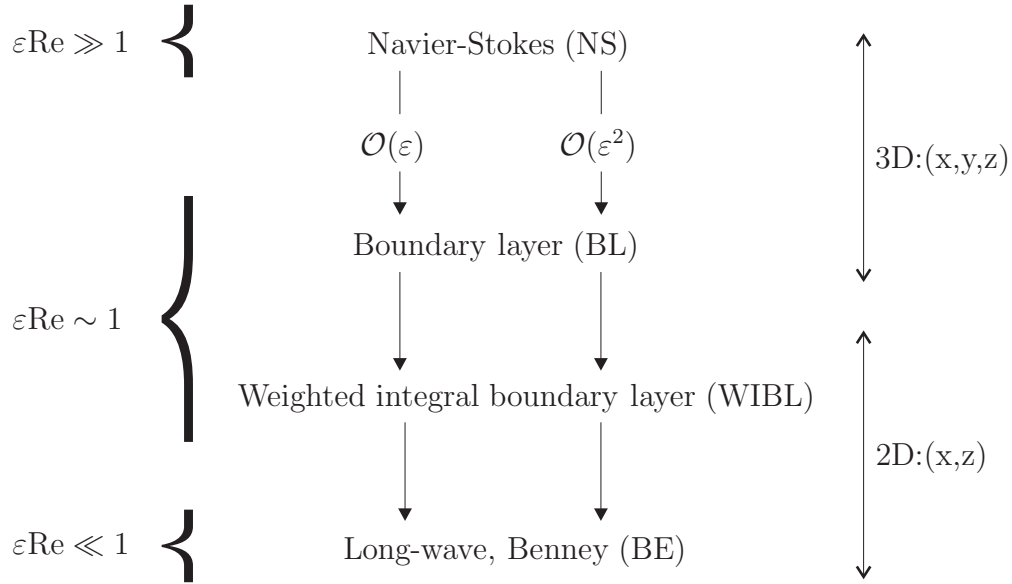 εRe ≫ 1
Navier-Stokes (NS)
𝒪(ε) 𝒪(ε²)
3D:(x,y,z)
Boundary layer (BL)
εRe ∼ 1
Weighted integral boundary layer (WIBL)
2D:(x,z)
εRe ≪ 1
Long-wave, Benney (BE)